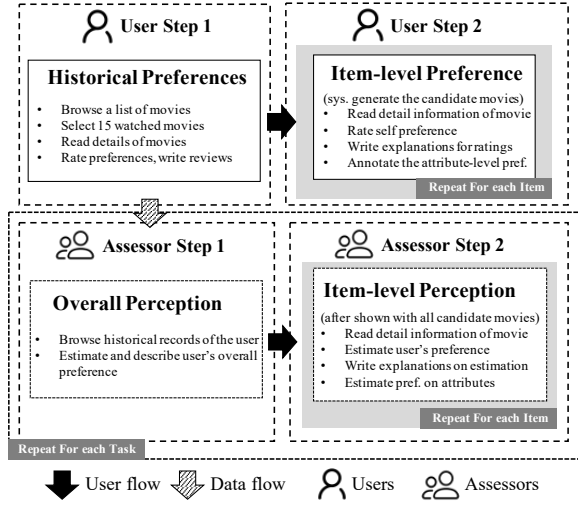 User Step 1
Historical Preferences
• Browse a list of movies
• Select 15 watched movies
• Read details of movies
• Rate preferences, write reviews
User Step 2
Item-level Preference
(sys. generate the candidate movies)
• Read detail information of movie
• Rate self preference
• Write explanations for ratings
• Annotate the attribute-level pref.
Repeat For each Item
Assessor Step 1
Overall Perception
• Browse historical records of the user
• Estimate and describe user's overall
preference
Assessor Step 2
Item-level Perception
(after shown with all candidate movies)
• Read detail information of movie
• Estimate user's preference
• Write explanations on estimation
• Estimate pref. on attributes
Repeat For each Item
Repeat For each Task
User flow
Data flow
Users
Assessors